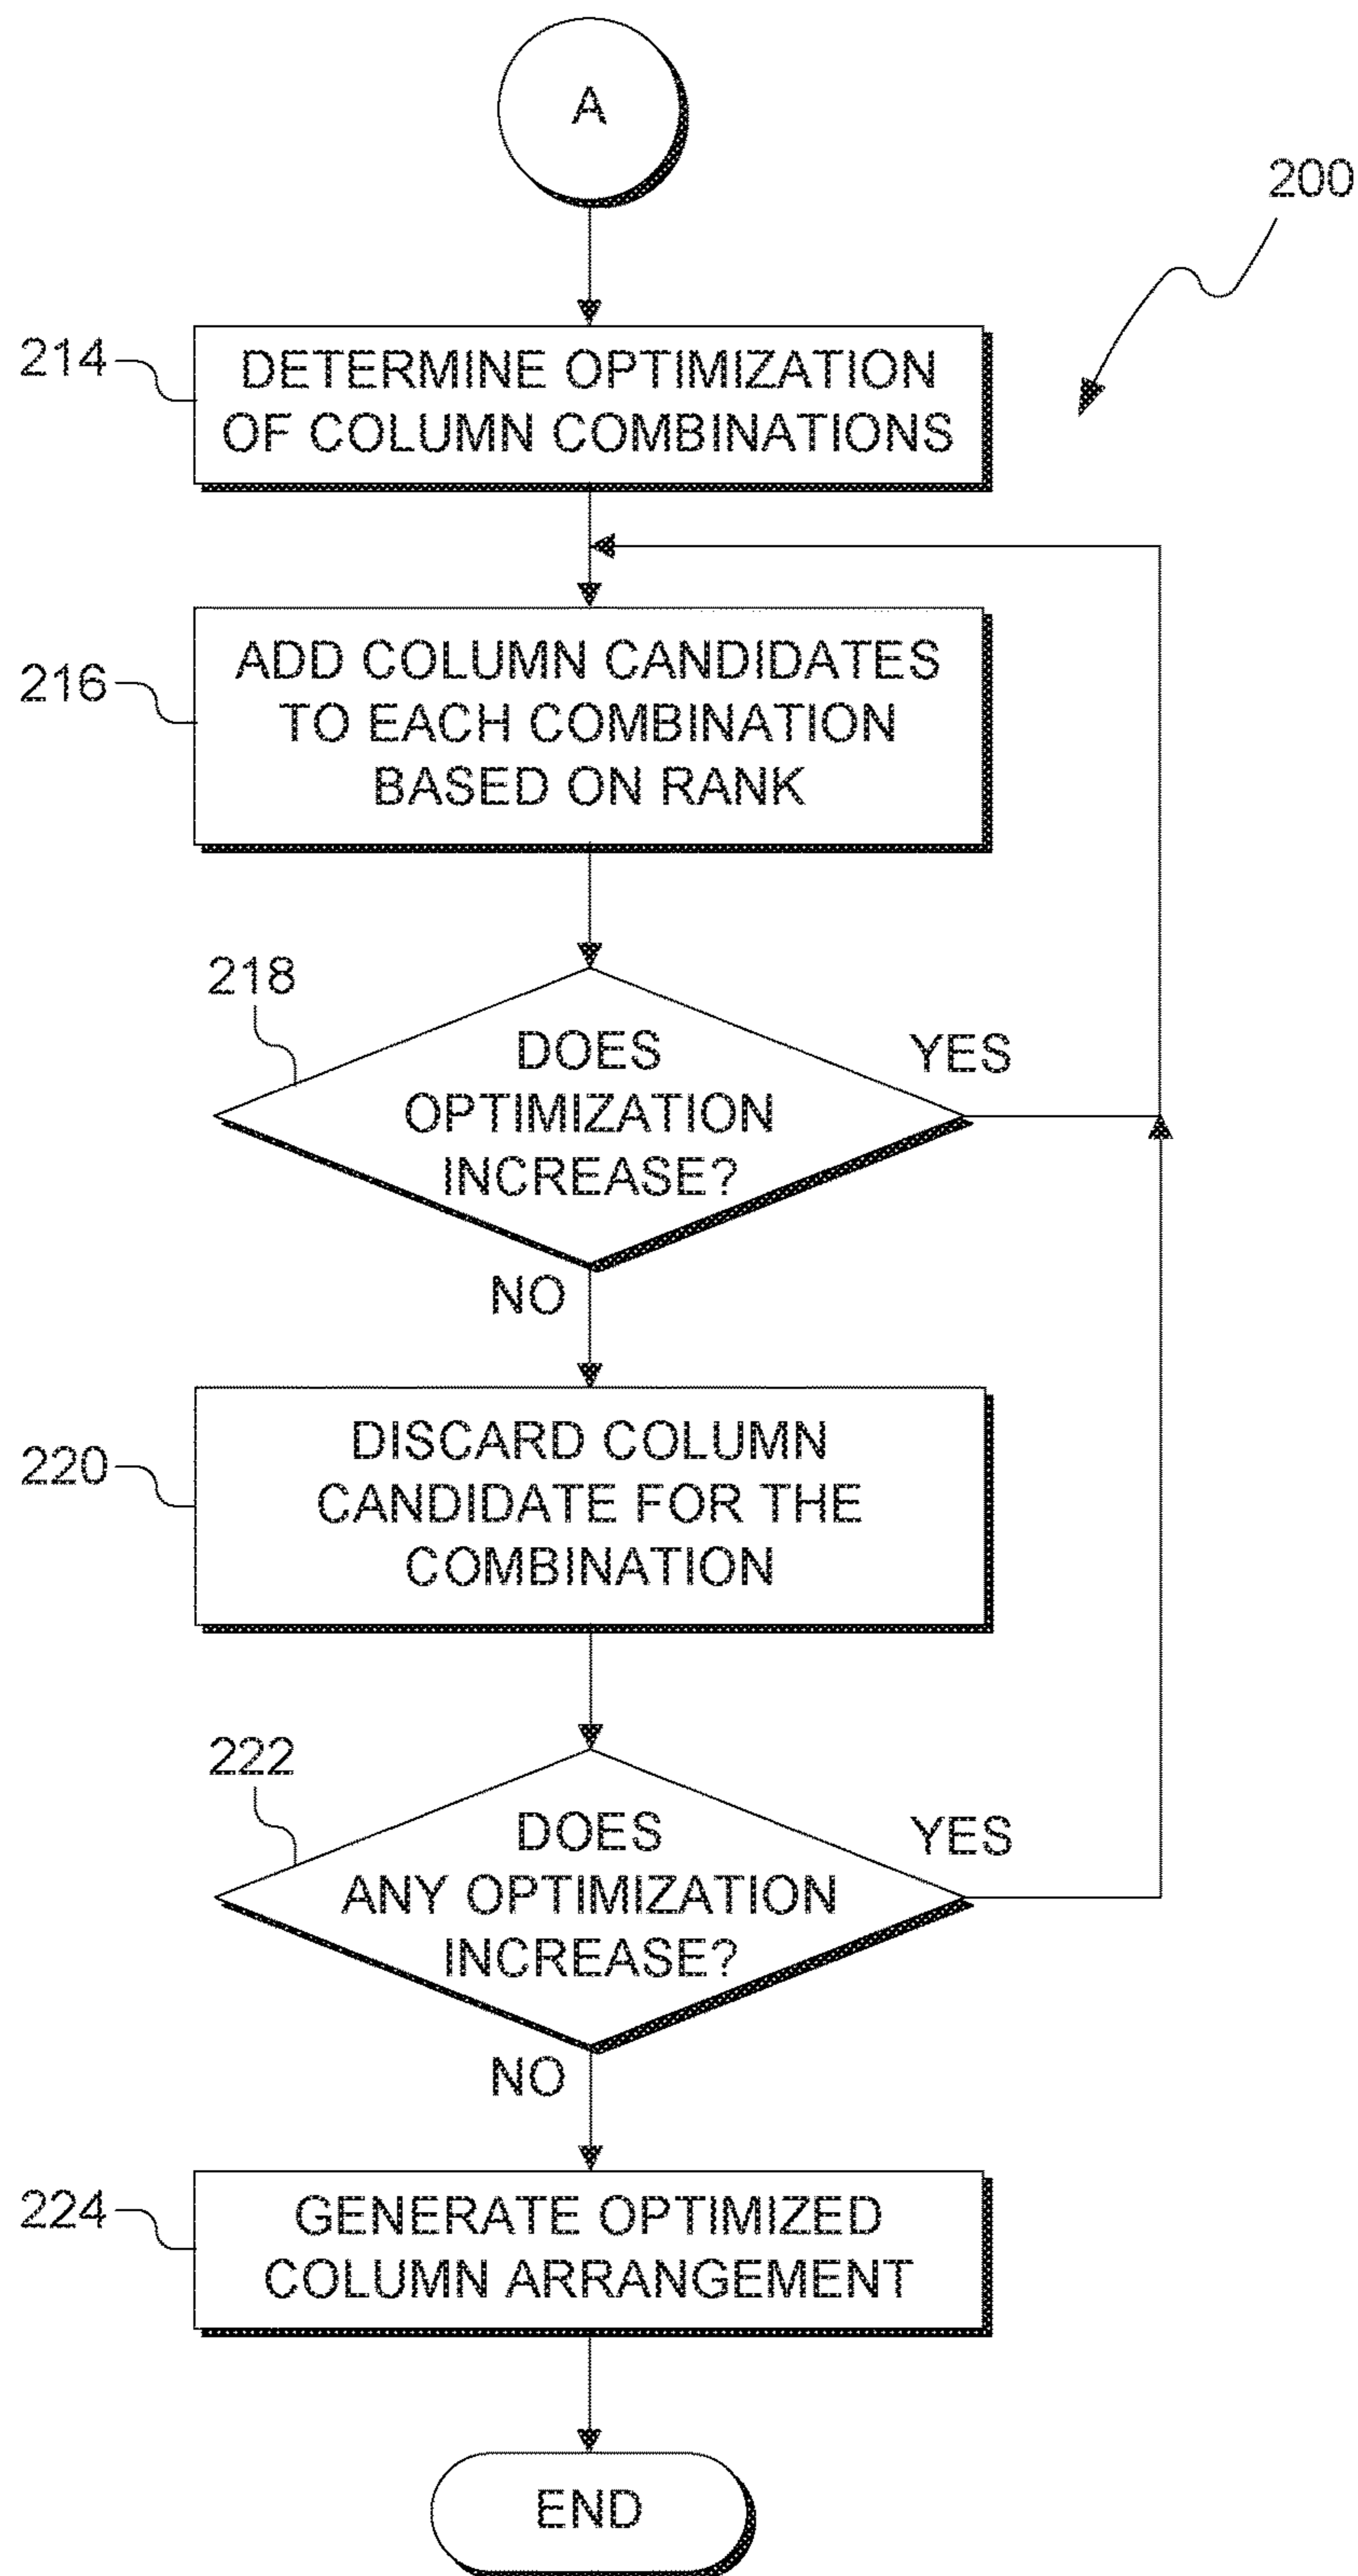 A
200
214
DETERMINE OPTIMIZATION
OF COLUMN COMBINATIONS
216
ADD COLUMN CANDIDATES
TO EACH COMBINATION
BASED ON RANK
218
DOES
OPTIMIZATION
INCREASE?
YES
NO
220
DISCARD COLUMN
CANDIDATE FOR THE
COMBINATION
222
DOES
ANY OPTIMIZATION
INCREASE?
YES
NO
224
GENERATE OPTIMIZED
COLUMN ARRANGEMENT
END